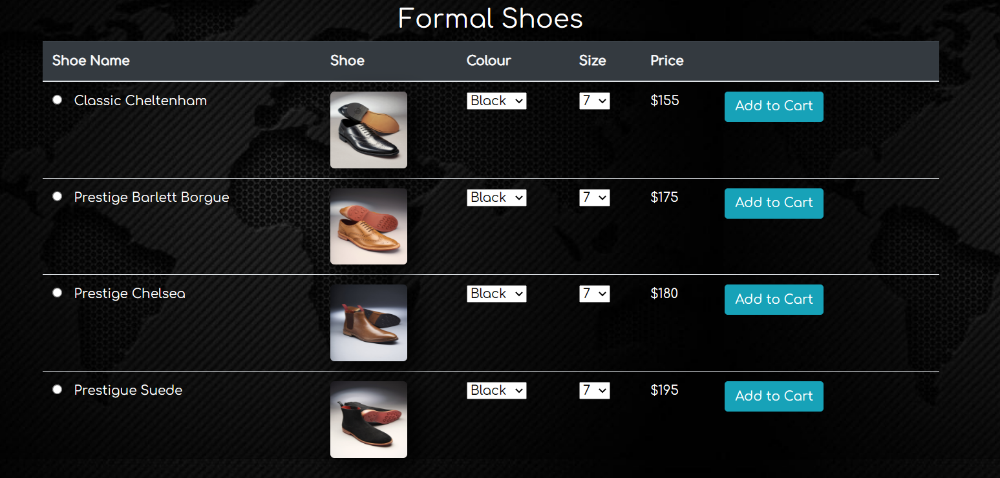 Formal Shoes
Shoe Name Shoe Colour Size Price
Classic Cheltenham Black 7 $155 Add to Cart
Prestige Barlett Borgue Black 7 $175 Add to Cart
Prestige Chelsea Black 7 $180 Add to Cart
Prestigue Suede Black 7 $195 Add to Cart